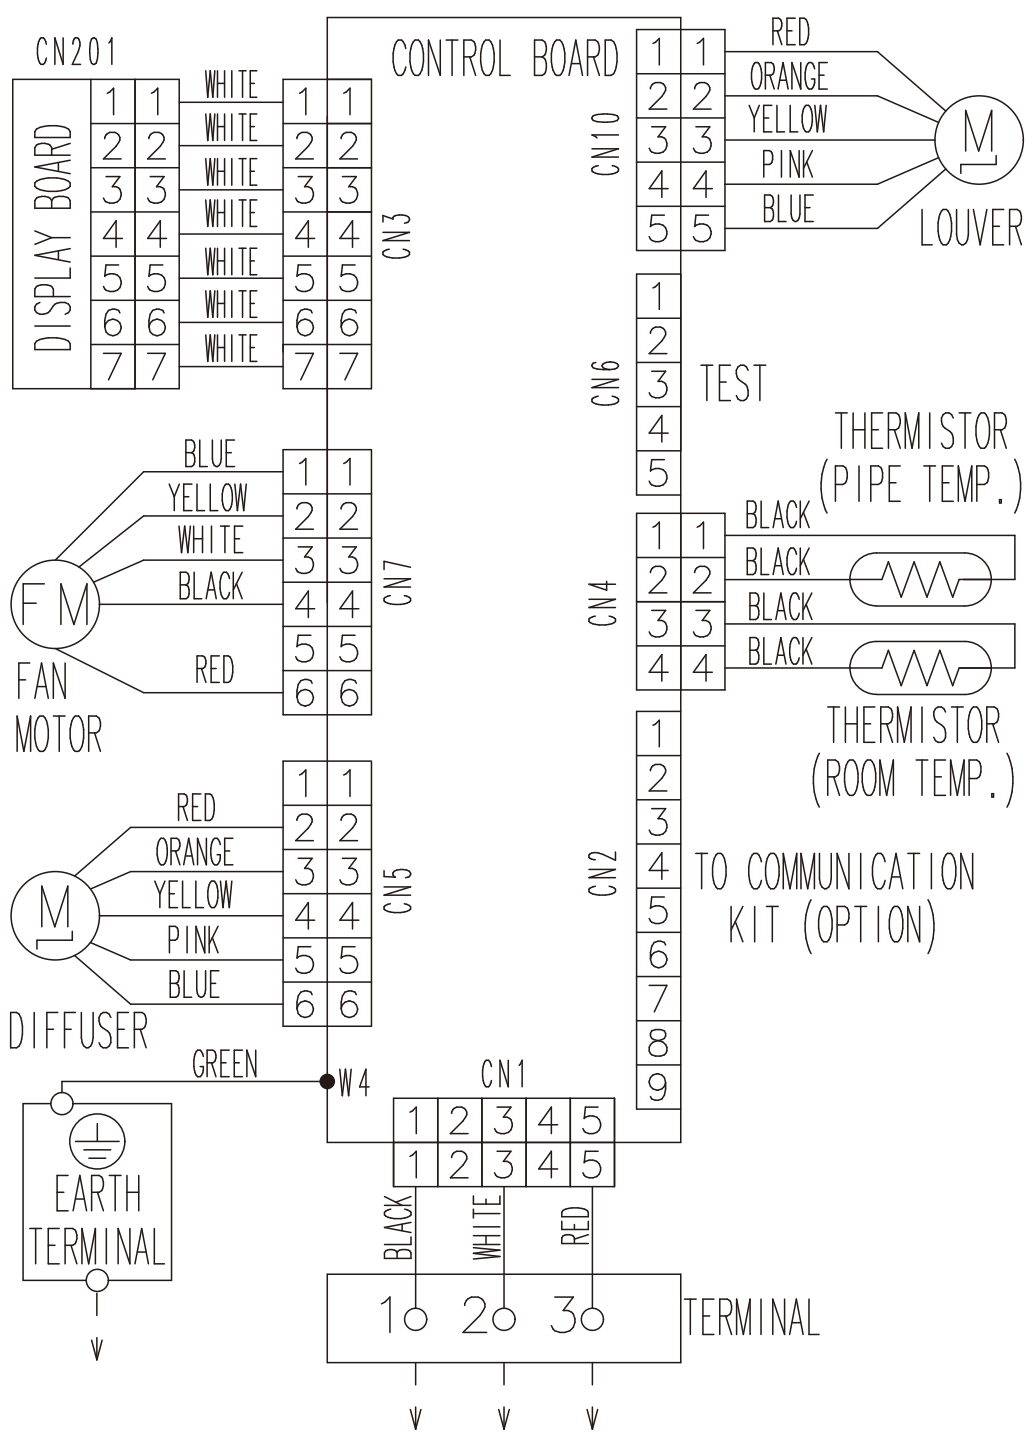 CN201
CONTROL BOARD
DISPLAY BOARD
1 1 WHITE 1 1
2 2 WHITE 2 2
3 3 WHITE 3 3
4 4 WHITE 4 4
5 5 WHITE 5 5
6 6 WHITE 6 6
7 7 WHITE 7 7
CN3
1 1 RED
2 2 ORANGE
3 3 YELLOW
4 4 PINK
5 5 BLUE
CN10
M
LOUVER
1
2
3
4
5
CN6
TEST
BLUE 1 1
YELLOW 2 2
WHITE 3 3
BLACK 4 4
5 5
RED 6 6
CN7
FM
FAN
MOTOR
THERMISTOR
(PIPE TEMP.)
1 1 BLACK
2 2 BLACK
3 3 BLACK
4 4 BLACK
CN4
THERMISTOR
(ROOM TEMP.)
1 1
RED 2 2
ORANGE 3 3
YELLOW 4 4
PINK 5 5
BLUE 6 6
CN5
M
DIFFUSER
1
2
3
4
5
6
7
8
9
CN2
TO COMMUNICATION
KIT (OPTION)
GREEN
W4
EARTH
TERMINAL
CN1
1 2 3 4 5
1 2 3 4 5
BLACK
WHITE
RED
1 2 3
TERMINAL